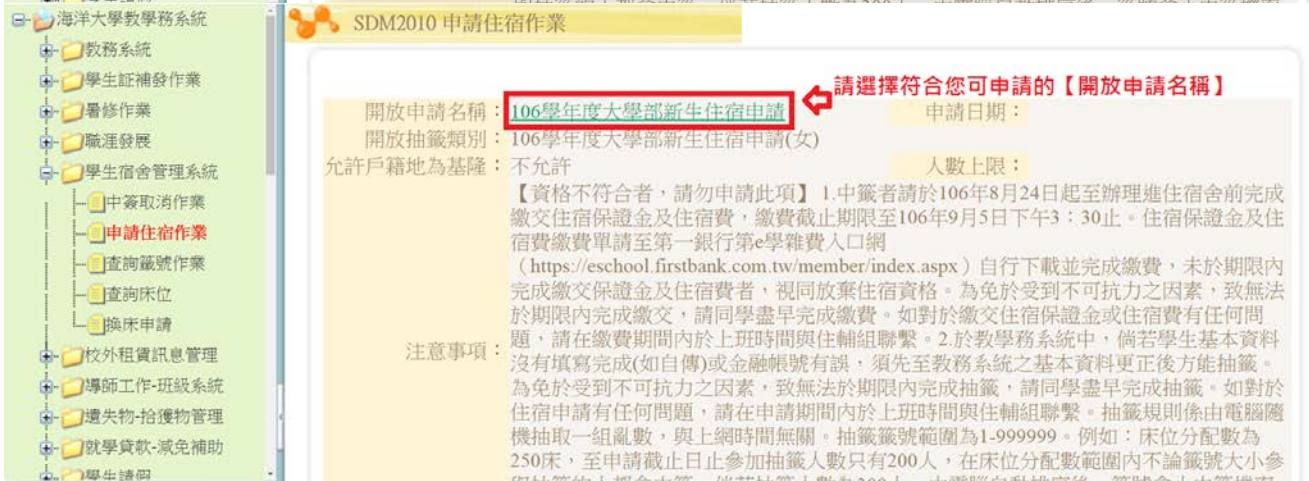 海洋大學教學務系統
教務系統
學生証補發作業
暑修作業
職涯發展
學生宿舍管理系統
中簽取消作業
申請住宿作業
查詢籤號作業
查詢床位
換床申請
校外租賃訊息管理
導師工作-班級系統
遺失物-拾獲物管理
就學貸款-減免補助
學生請假
SDM2010 申請住宿作業
請選擇符合您可申請的【開放申請名稱】
開放申請名稱：106學年度大學部新生住宿申請 申請日期：
開放抽籤類別：106學年度大學部新生住宿申請(女)
允許戶籍地為基隆：不允許 人數上限：
注意事項：
【資格不符合者，請勿申請此項】 1.中籤者請於106年8月24日起至辦理進住宿舍前完成
繳交住宿保證金及住宿費，繳費截止期限至106年9月5日下午3：30止。住宿保證金及住
宿費繳費單請至第一銀行第e學雜費入口網
（https://eschool.firstbank.com.tw/member/index.aspx）自行下載並完成繳費，未於期限內
完成繳交保證金及住宿費者，視同放棄住宿資格。為免於受到不可抗力之因素，致無法
於期限內完成繳交，請同學盡早完成繳費。如對於繳交住宿保證金或住宿費有任何問
題，請在繳費期間內於上班時間與住輔組聯繫。2.於教學務系統中，倘若學生基本資料
沒有填寫完成(如自傳)或金融帳號有誤，須先至教務系統之基本資料更正後方能抽籤。
為免於受到不可抗力之因素，致無法於期限內完成抽籤，請同學盡早完成抽籤。如對於
住宿申請有任何問題，請在申請期間內於上班時間與住輔組聯繫。抽籤規則係由電腦隨
機抽取一組亂數，與上網時間無關。抽籤籤號範圍為1-999999。例如：床位分配數為
250床，至申請截止日止參加抽籤人數只有200人，在床位分配數範圍內不論籤號大小參